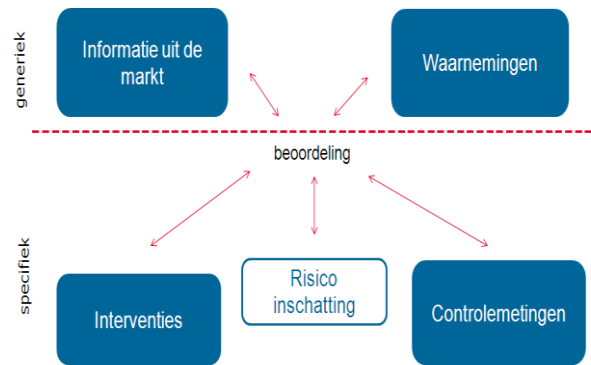 generiek
Informatie uit de
markt
Waarnemingen
beoordeling
specifiek
Interventies
Risico
inschatting
Controlemetingen